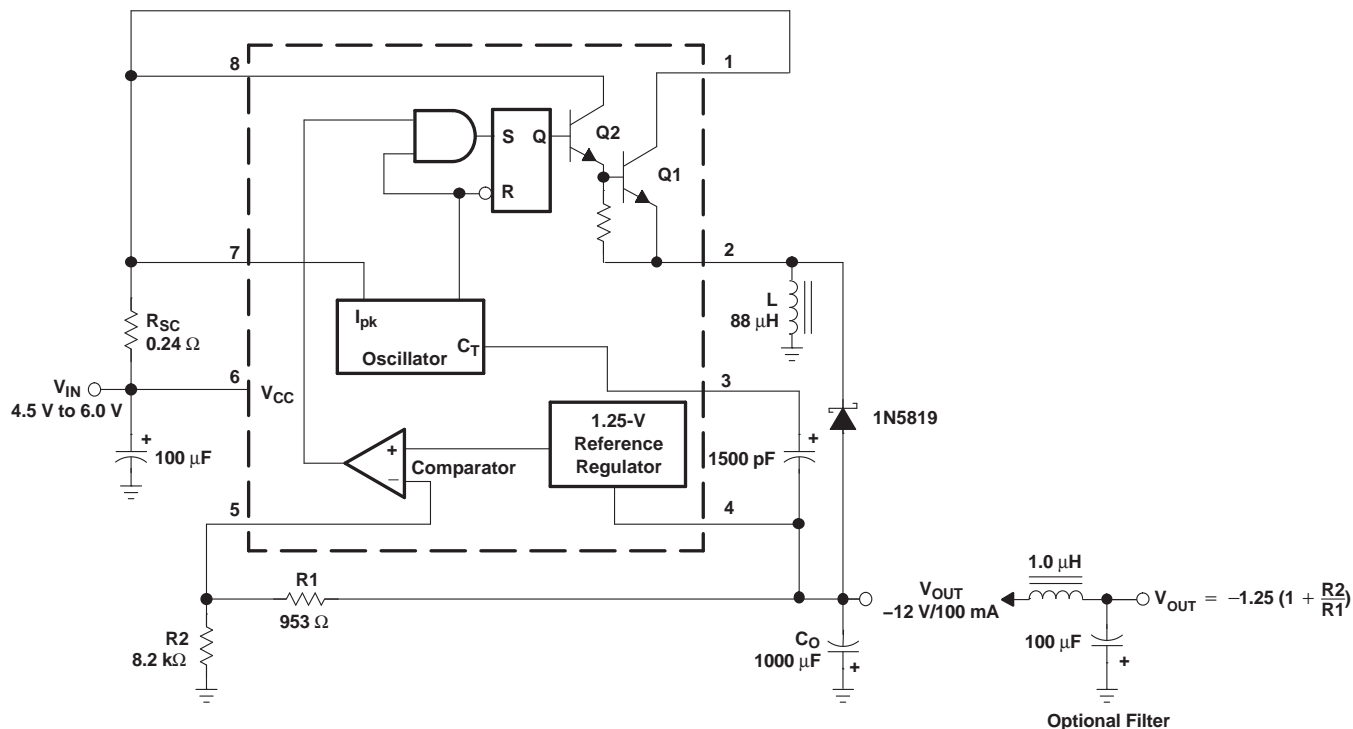 8
1
S
Q
Q2
R
Q1
7
2
L
88 μH
RSC
0.24 Ω
Ipk
CT
Oscillator
VIN
4.5 V to 6.0 V
6
VCC
3
1N5819
1.25-V
Reference
Regulator
+
100 μF
+
–
Comparator
1500 pF
+
5
4
R1
953 Ω
R2
8.2 kΩ
VOUT
–12 V/100 mA
CO
1000 μF
+
1.0 μH
VOUT = –1.25 (1 + R2/R1)
100 μF
+
Optional Filter